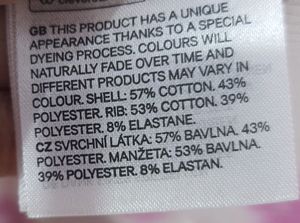 GB THIS PRODUCT HAS A UNIQUE
APPEARANCE THANKS TO A SPECIAL
DYEING PROCESS. COLOURS WILL
NATURALLY FADE OVER TIME AND
DIFFERENT PRODUCTS MAY VARY IN
COLOUR. SHELL: 57% COTTON. 43%
POLYESTER. RIB: 53% COTTON. 39%
POLYESTER. 8% ELASTANE.
CZ SVRCHNÍ LÁTKA: 57% BAVLNA. 43%
POLYESTER. MANŽETA: 53% BAVLNA.
39% POLYESTER. 8% ELASTAN.